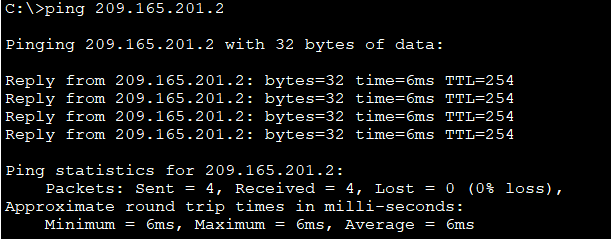 C:\>ping 209.165.201.2
Pinging 209.165.201.2 with 32 bytes of data:
Reply from 209.165.201.2: bytes=32 time=6ms TTL=254
Reply from 209.165.201.2: bytes=32 time=6ms TTL=254
Reply from 209.165.201.2: bytes=32 time=6ms TTL=254
Reply from 209.165.201.2: bytes=32 time=6ms TTL=254
Ping statistics for 209.165.201.2:
    Packets: Sent = 4, Received = 4, Lost = 0 (0% loss),
Approximate round trip times in milli-seconds:
    Minimum = 6ms, Maximum = 6ms, Average = 6ms